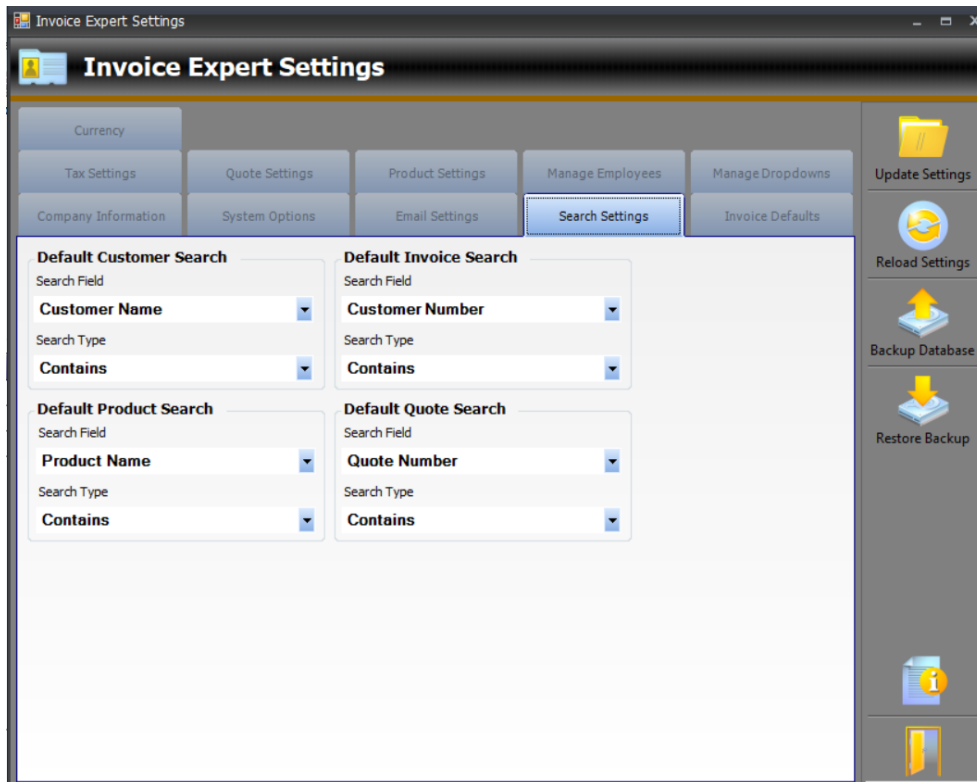 Invoice Expert Settings
Invoice Expert Settings
Currency
Tax Settings Quote Settings Product Settings Manage Employees Manage Dropdowns
Company Information System Options Email Settings Search Settings Invoice Defaults
Default Customer Search
Search Field
Customer Name
Search Type
Contains
Default Invoice Search
Search Field
Customer Number
Search Type
Contains
Default Product Search
Search Field
Product Name
Search Type
Contains
Default Quote Search
Search Field
Quote Number
Search Type
Contains
Update Settings
Reload Settings
Backup Database
Restore Backup